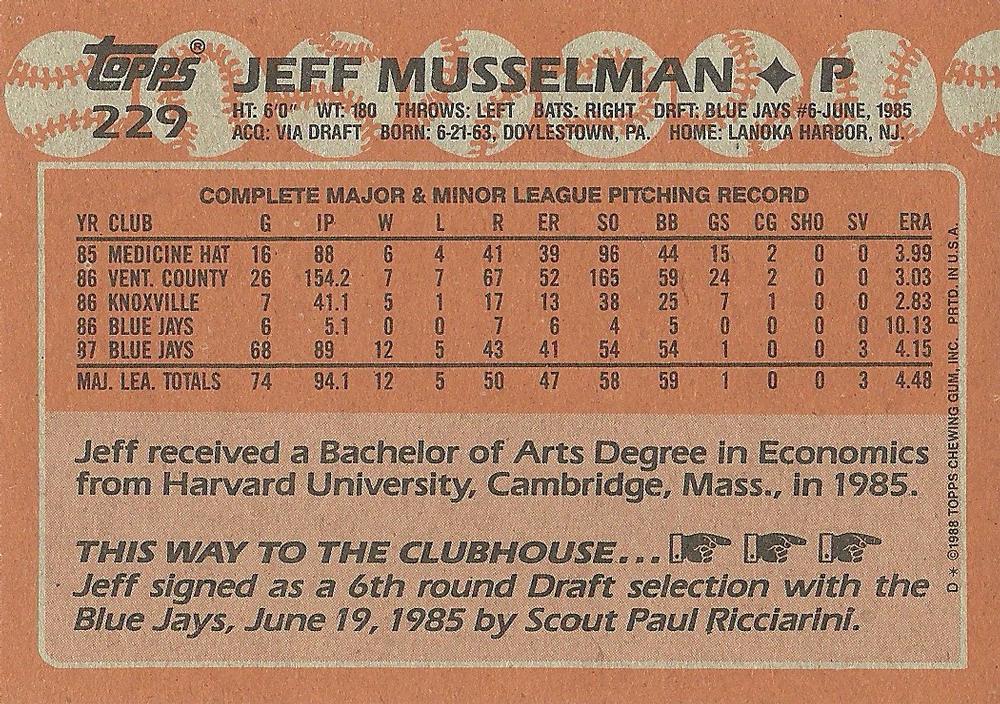 Topps® JEFF MUSSELMAN ✦ P
229
HT: 6'0" WT: 180 THROWS: LEFT BATS: RIGHT DRFT: BLUE JAYS #6-JUNE, 1985
ACQ: VIA DRAFT BORN: 6-21-63, DOYLESTOWN, PA. HOME: LANOKA HARBOR, NJ.
COMPLETE MAJOR & MINOR LEAGUE PITCHING RECORD
YR CLUB G IP W L R ER SO BB GS CG SHO SV ERA
85 MEDICINE HAT 16 88 6 4 41 39 96 44 15 2 0 0 3.99
86 VENT. COUNTY 26 154.2 7 7 67 52 165 59 24 2 0 0 3.03
86 KNOXVILLE 7 41.1 5 1 17 13 38 25 7 1 0 0 2.83
86 BLUE JAYS 6 5.1 0 0 7 6 4 5 0 0 0 0 10.13
87 BLUE JAYS 68 89 12 5 43 41 54 54 1 0 0 3 4.15
MAJ. LEA. TOTALS 74 94.1 12 5 50 47 58 59 1 0 0 3 4.48
Jeff received a Bachelor of Arts Degree in Economics
from Harvard University, Cambridge, Mass., in 1985.
THIS WAY TO THE CLUBHOUSE...
Jeff signed as a 6th round Draft selection with the
Blue Jays, June 19, 1985 by Scout Paul Ricciarini.
D * ©1988 TOPPS CHEWING GUM, INC. PRTD. IN U.S.A.